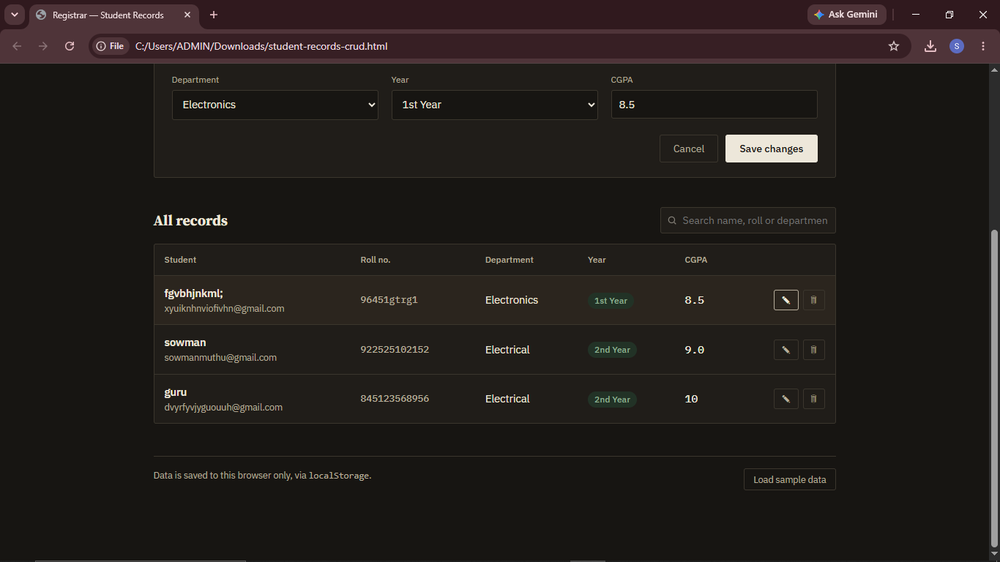 Registrar — Student Records
Ask Gemini
File
C:/Users/ADMIN/Downloads/student-records-crud.html
S
Department Year CGPA
Electronics 1st Year 8.5
Cancel Save changes
All records
Search name, roll or departmen
Student Roll no. Department Year CGPA
fgvbhjnkml;
xyuiknhnviofivhn@gmail.com
96451gtrg1 Electronics 1st Year 8.5
sowman
sowmanmuthu@gmail.com
922525102152 Electrical 2nd Year 9.0
guru
dvyrfyvjyguouuh@gmail.com
845123568956 Electrical 2nd Year 10
Data is saved to this browser only, via localStorage.
Load sample data